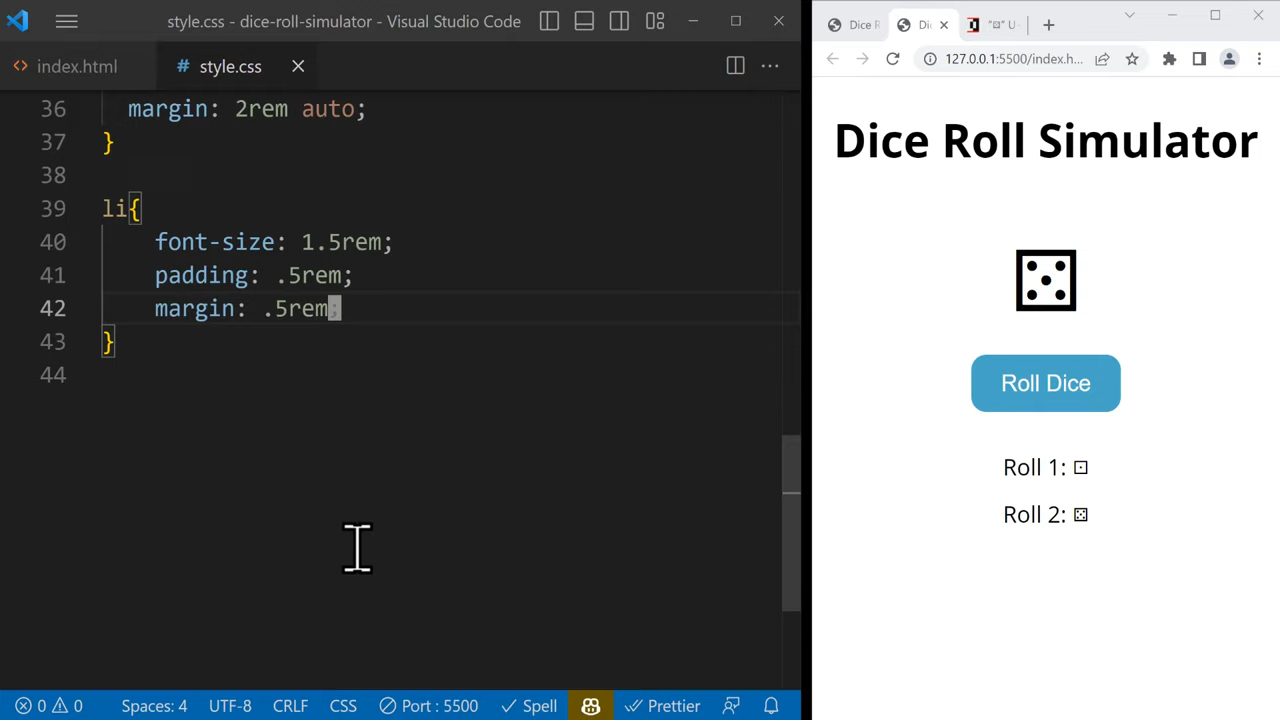 style.css - dice-roll-simulator - Visual Studio Code
index.html
# style.css
36 margin: 2rem auto;
37 }
38
39 li{
40 font-size: 1.5rem;
41 padding: .5rem;
42 margin: .5rem;
43 }
44
0 0 Spaces: 4 UTF-8 CRLF CSS Port : 5500 Spell Prettier
127.0.0.1:5500/index.h...
Dice Roll Simulator
⚄
Roll Dice
Roll 1: ⚀
Roll 2: ⚄